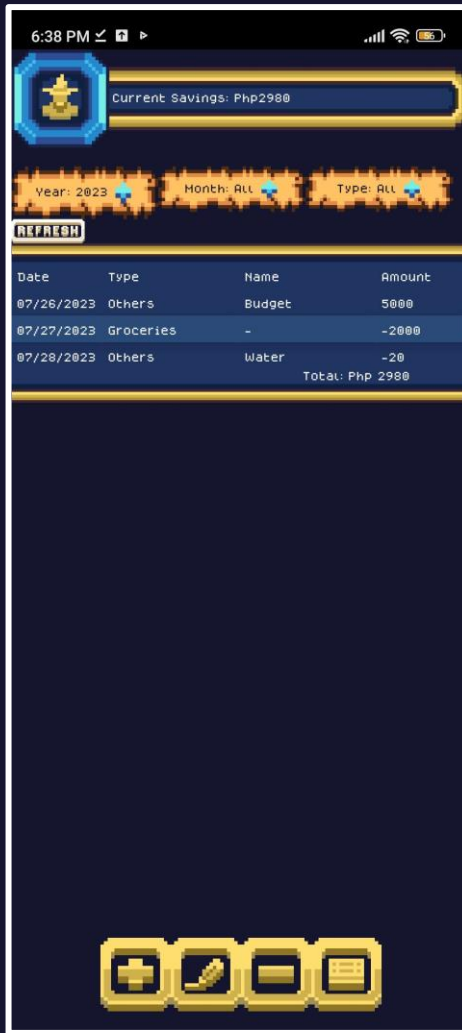 6:38 PM
56
Current Savings: Php2980
Year: 2023 Month: All Type: All
REFRESH
Date Type Name Amount
07/26/2023 Others Budget 5000
07/27/2023 Groceries - -2000
07/28/2023 Others Water -20
Total: Php 2980